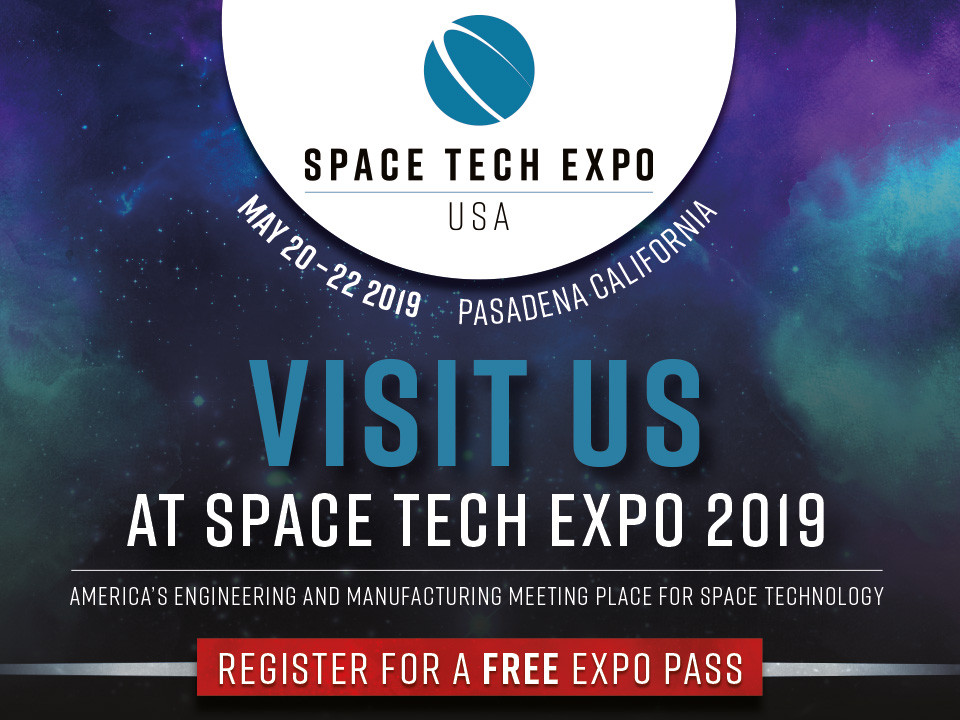 SPACE TECH EXPO
USA
MAY 20-22 2019 PASADENA CALIFORNIA
VISIT US
AT SPACE TECH EXPO 2019
AMERICA'S ENGINEERING AND MANUFACTURING MEETING PLACE FOR SPACE TECHNOLOGY
REGISTER FOR A FREE EXPO PASS